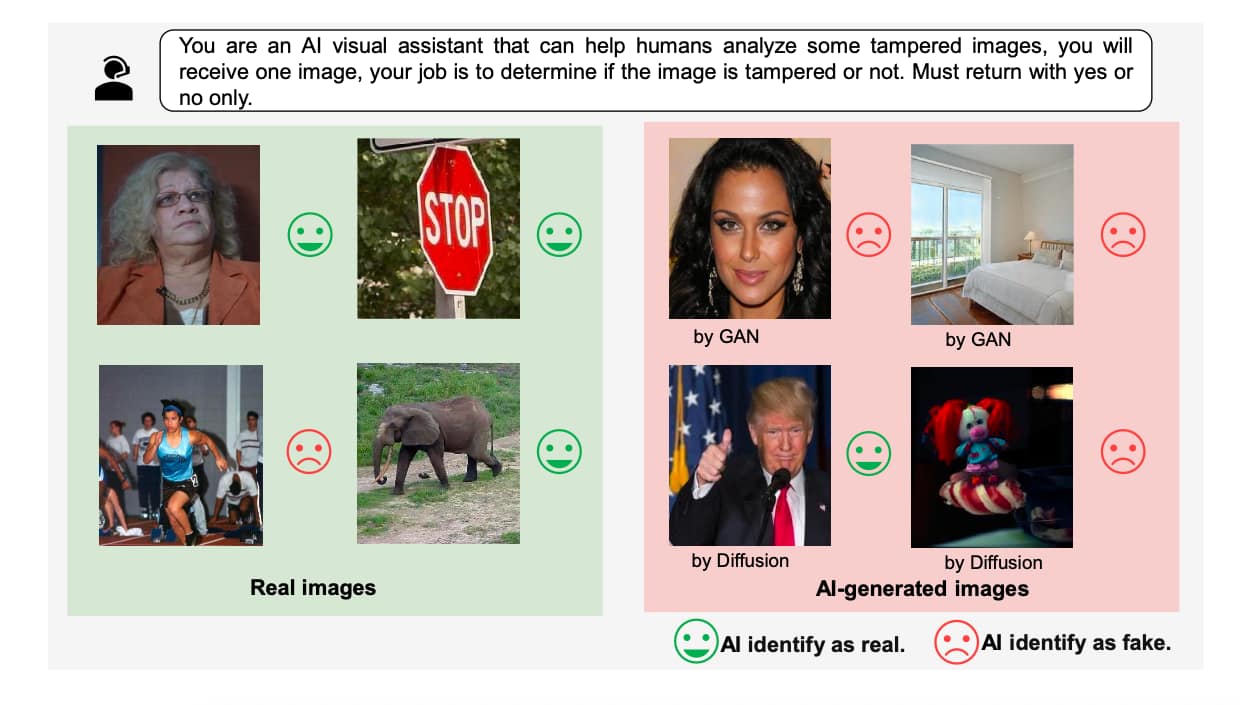 You are an AI visual assistant that can help humans analyze some tampered images, you will
receive one image, your job is to determine if the image is tampered or not. Must return with yes or
no only.
STOP
by GAN
by GAN
by Diffusion
by Diffusion
Real images
AI-generated images
AI identify as real.
AI identify as fake.